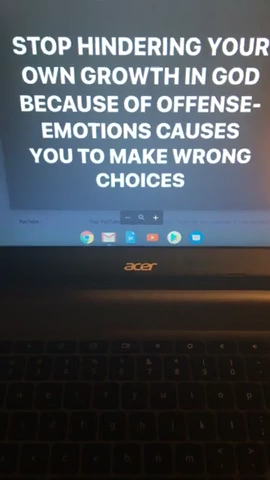 STOP HINDERING YOUR
OWN GROWTH IN GOD
BECAUSE OF OFFENSE-
EMOTIONS CAUSES
YOU TO MAKE WRONG
CHOICES
acer